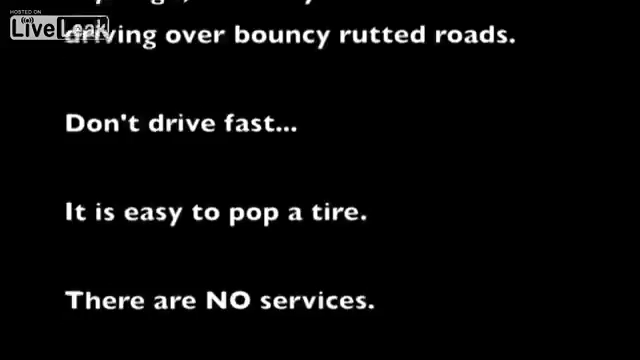 HOSTED ON
LiveLeak
driving over bouncy rutted roads.
Don't drive fast...
It is easy to pop a tire.
There are NO services.